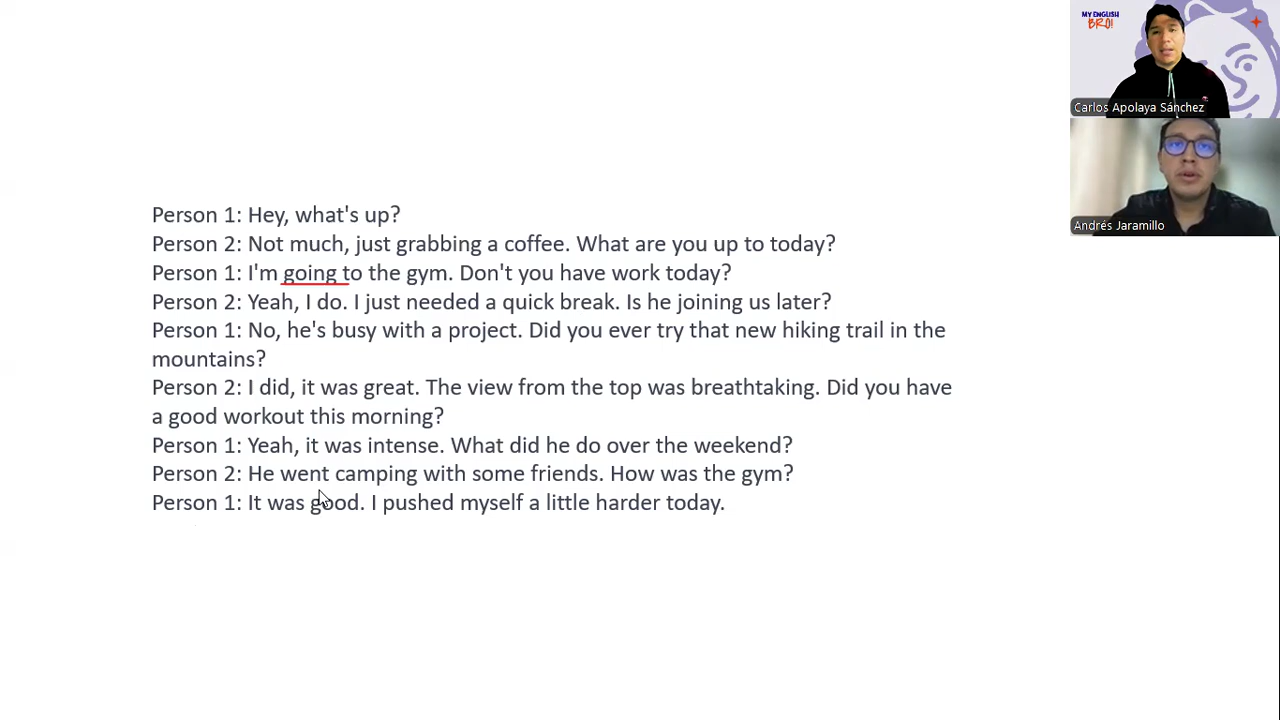 MY ENGLISH
BRO!
Carlos Apolaya Sánchez
Andrés Jaramillo
Person 1: Hey, what's up?
Person 2: Not much, just grabbing a coffee. What are you up to today?
Person 1: I'm going to the gym. Don't you have work today?
Person 2: Yeah, I do. I just needed a quick break. Is he joining us later?
Person 1: No, he's busy with a project. Did you ever try that new hiking trail in the
mountains?
Person 2: I did, it was great. The view from the top was breathtaking. Did you have
a good workout this morning?
Person 1: Yeah, it was intense. What did he do over the weekend?
Person 2: He went camping with some friends. How was the gym?
Person 1: It was good. I pushed myself a little harder today.